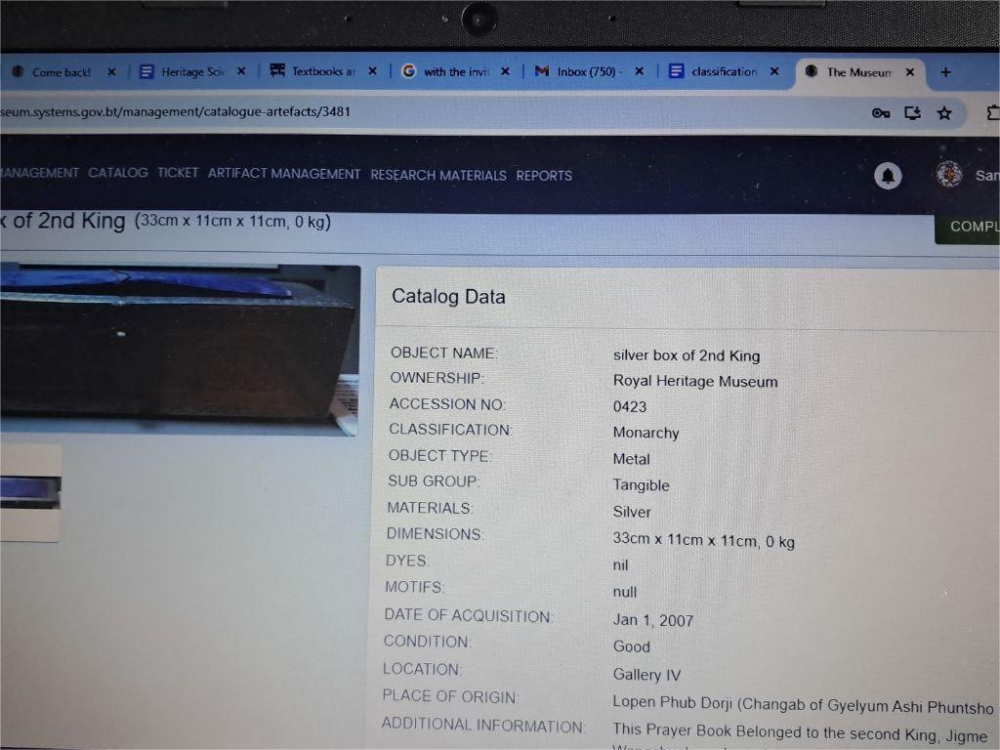 Come back!
Heritage Sci
Textbooks ar
with the invi
Inbox (750) -
classification
The Museum
seum.systems.gov.bt/management/catalogue-artefacts/3481
MANAGEMENT CATALOG TICKET ARTIFACT MANAGEMENT RESEARCH MATERIALS REPORTS
San
x of 2nd King (33cm x 11cm x 11cm, 0 kg)
COMPL
Catalog Data
OBJECT NAME: silver box of 2nd King
OWNERSHIP: Royal Heritage Museum
ACCESSION NO: 0423
CLASSIFICATION: Monarchy
OBJECT TYPE: Metal
SUB GROUP: Tangible
MATERIALS: Silver
DIMENSIONS: 33cm x 11cm x 11cm, 0 kg
DYES: nil
MOTIFS: null
DATE OF ACQUISITION: Jan 1, 2007
CONDITION: Good
LOCATION: Gallery IV
PLACE OF ORIGIN: Lopen Phub Dorji (Changab of Gyelyum Ashi Phuntsho
ADDITIONAL INFORMATION: This Prayer Book Belonged to the second King, Jigme